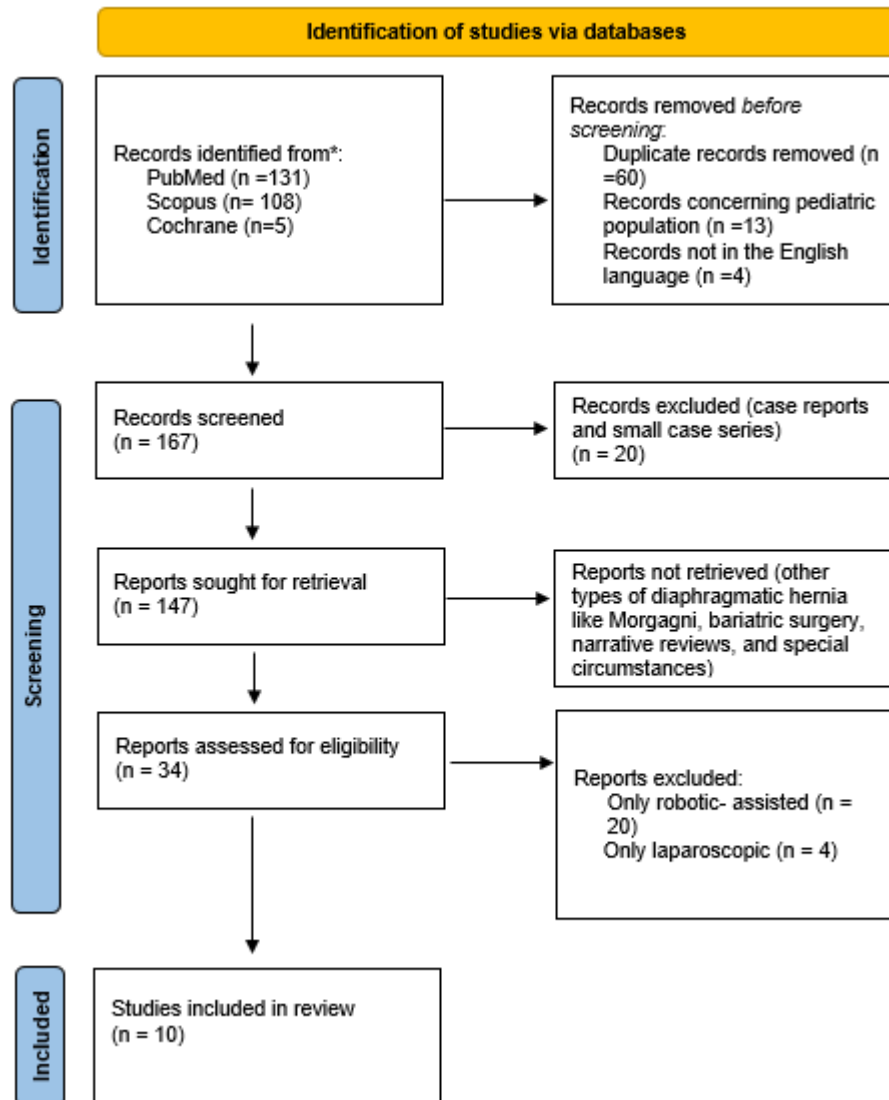 Identification of studies via databases
Identification
Records identified from*:
PubMed (n =131)
Scopus (n= 108)
Cochrane (n=5)
Records removed before
screening:
Duplicate records removed (n
=60)
Records concerning pediatric
population (n =13)
Records not in the English
language (n =4)
Screening
Records screened
(n = 167)
Records excluded (case reports
and small case series)
(n = 20)
Reports sought for retrieval
(n = 147)
Reports not retrieved (other
types of diaphragmatic hernia
like Morgagni, bariatric surgery,
narrative reviews, and special
circumstances)
Reports assessed for eligibility
(n = 34)
Reports excluded:
Only robotic- assisted (n =
20)
Only laparoscopic (n = 4)
Included
Studies included in review
(n = 10)